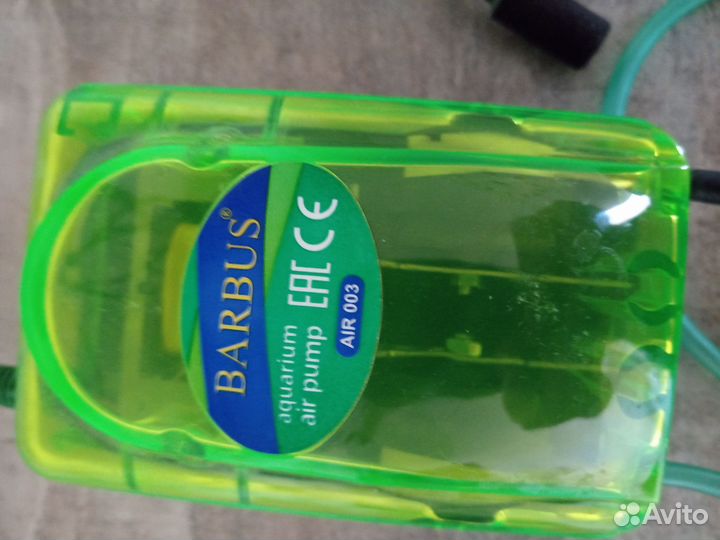 BARBUS®
aquarium
air pump
EAC CE
AIR 003
Avito